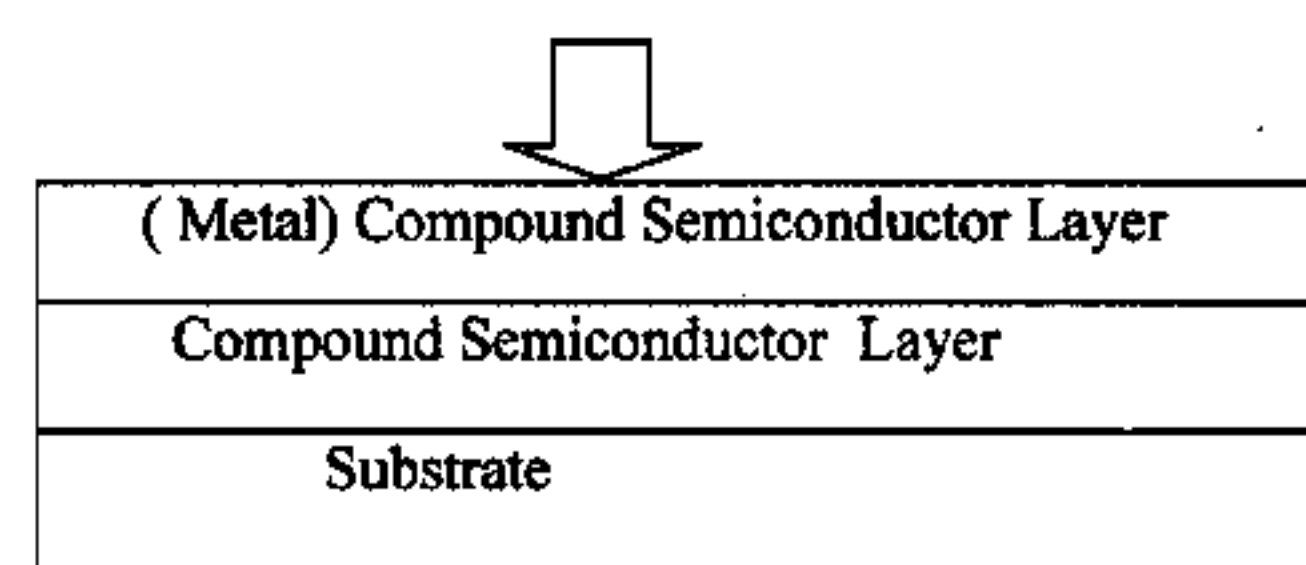 ( Metal) Compound Semiconductor Layer
Compound Semiconductor Layer
Substrate